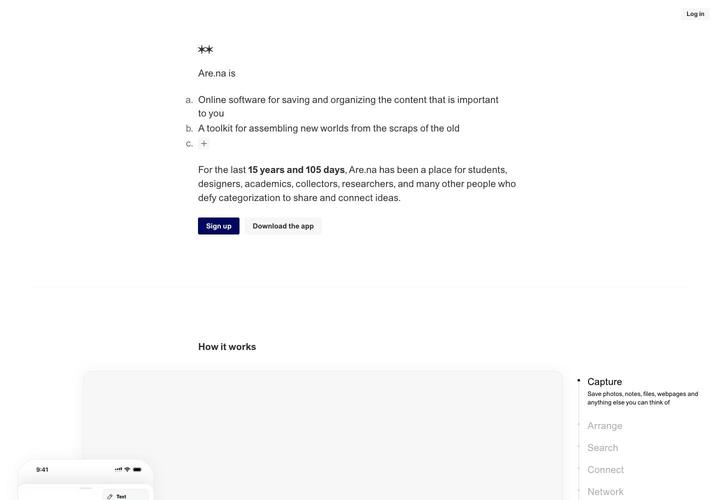 Log in
**
Are.na is
a. Online software for saving and organizing the content that is important
to you
b. A toolkit for assembling new worlds from the scraps of the old
c. +
For the last 15 years and 105 days, Are.na has been a place for students,
designers, academics, collectors, researchers, and many other people who
defy categorization to share and connect ideas.
Sign up
Download the app
How it works
Capture
Save photos, notes, files, webpages and
anything else you can think of
Arrange
Search
Connect
Network
9:41
Text